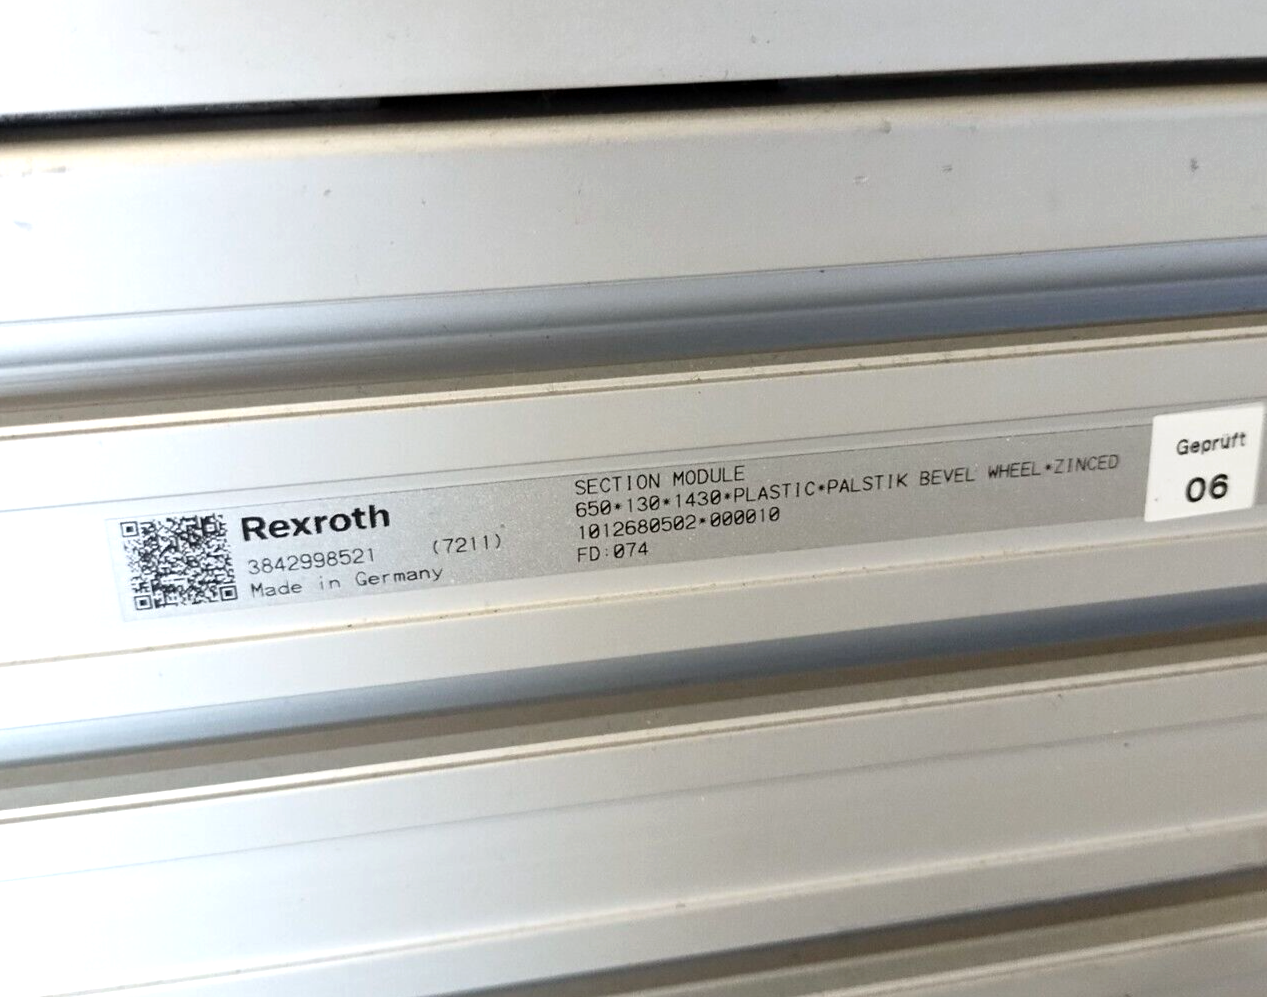 Rexroth
3842998521 (7211)
Made in Germany
SECTION MODULE
650*130*1430*PLASTIC*PALSTIK BEVEL WHEEL*ZINCED
1012680502*000010
FD:074
Geprüft
06